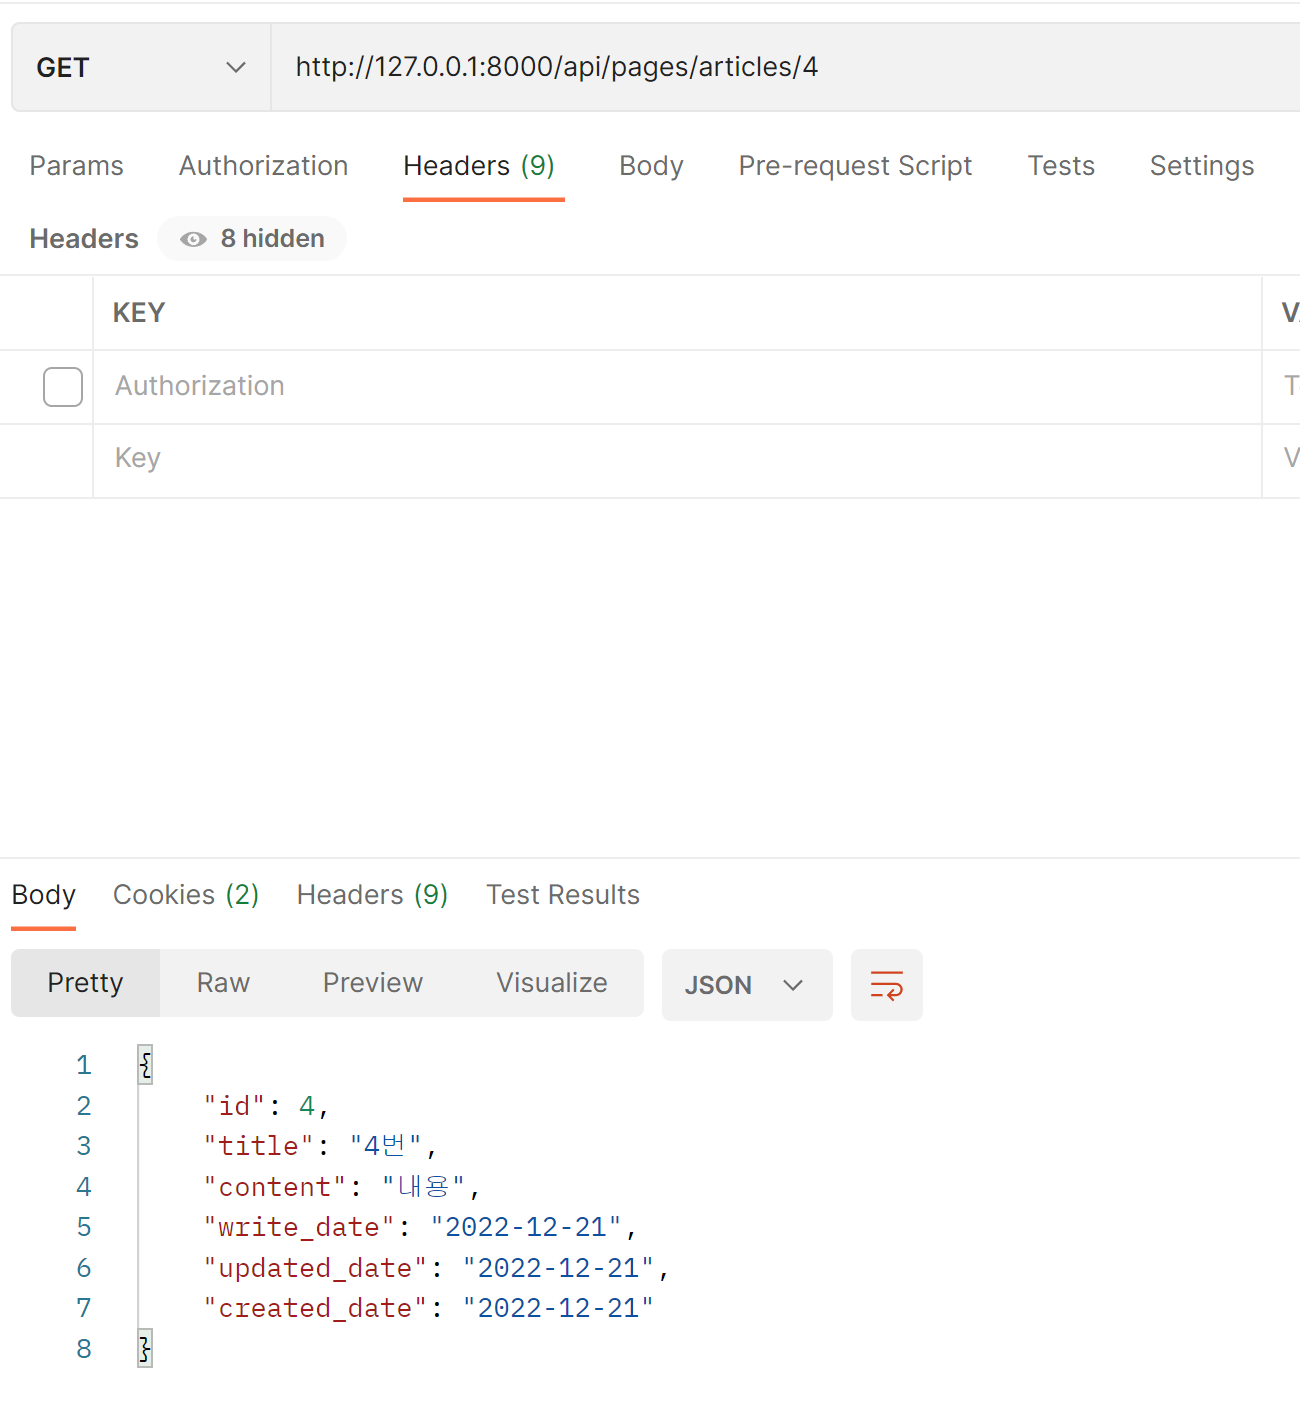 GET http://127.0.0.1:8000/api/pages/articles/4
Params Authorization Headers (9) Body Pre-request Script Tests Settings
Headers 8 hidden
KEY
Authorization
Key
Body Cookies (2) Headers (9) Test Results
Pretty Raw Preview Visualize JSON
1 {
2 "id": 4,
3 "title": "4번",
4 "content": "내용",
5 "write_date": "2022-12-21",
6 "updated_date": "2022-12-21",
7 "created_date": "2022-12-21"
8 }